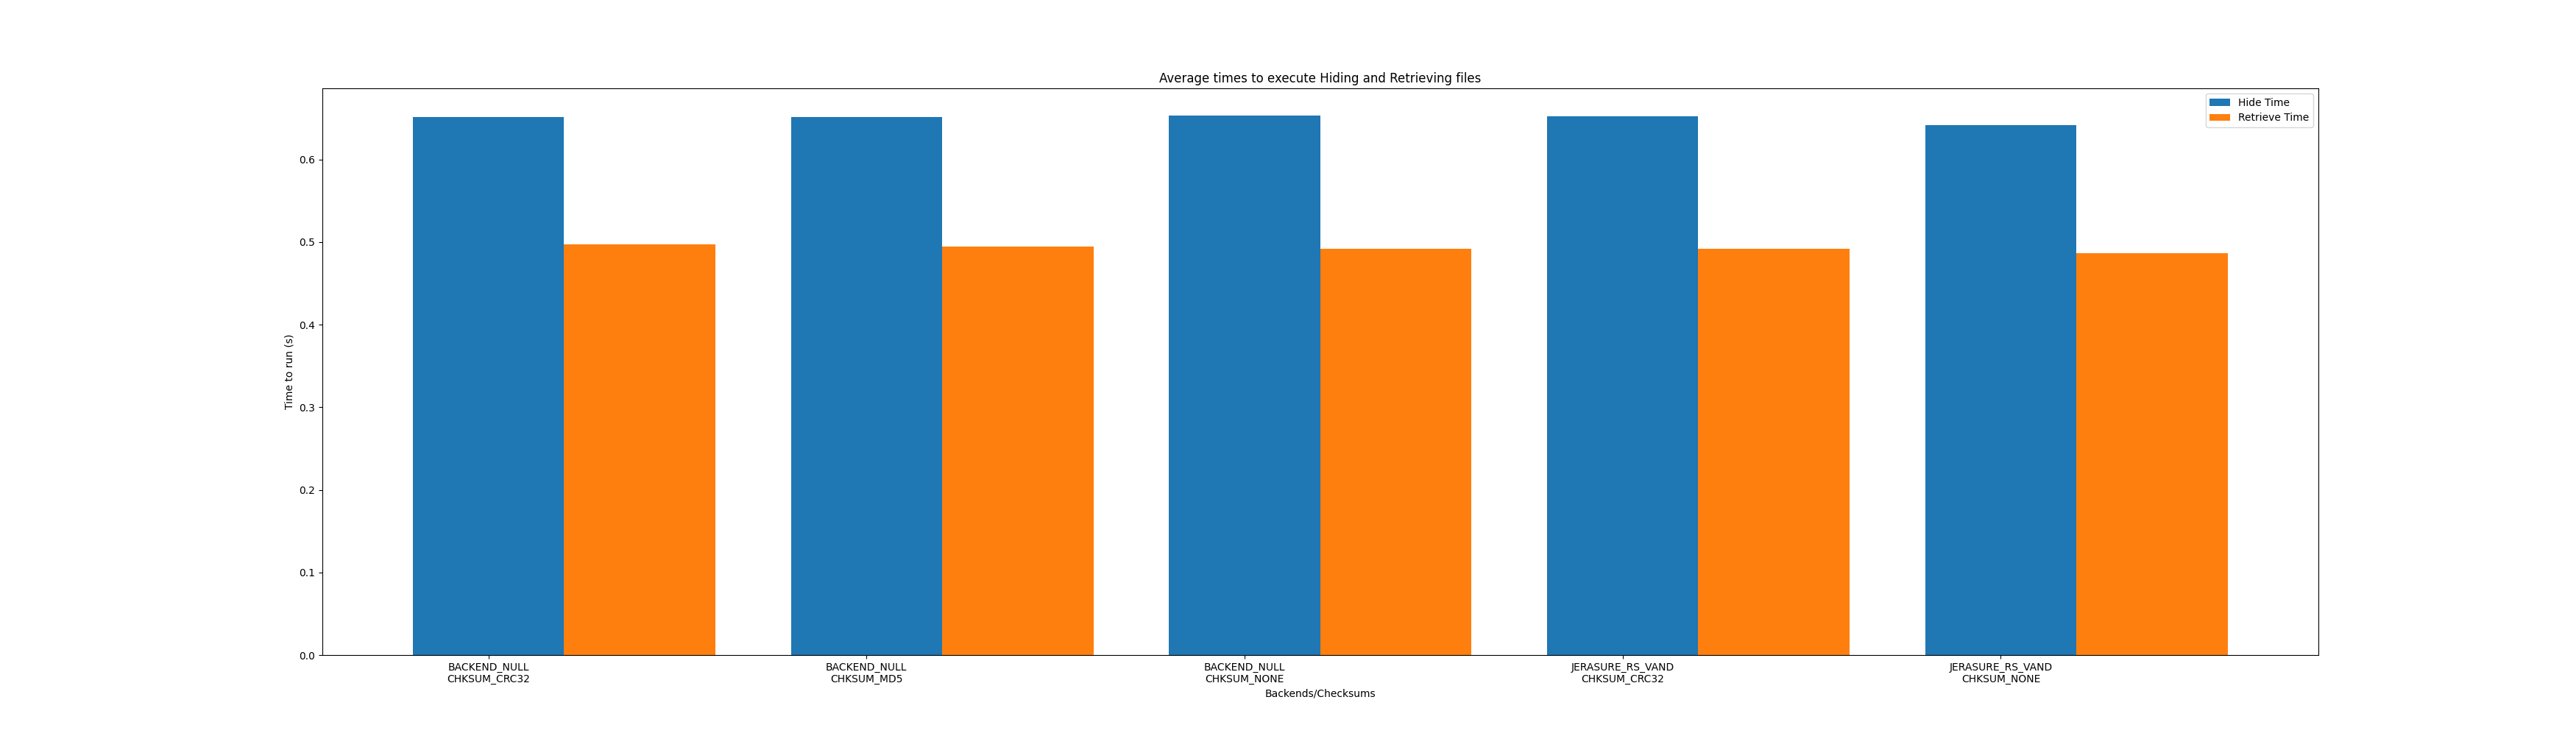 Average times to execute Hiding and Retrieving files
Hide Time
Retrieve Time
Time to run (s)
0.6
0.5
0.4
0.3
0.2
0.1
0.0
BACKEND_NULL
CHKSUM_CRC32
BACKEND_NULL
CHKSUM_MD5
BACKEND_NULL
CHKSUM_NONE
JERASURE_RS_VAND
CHKSUM_CRC32
JERASURE_RS_VAND
CHKSUM_NONE
Backends/Checksums